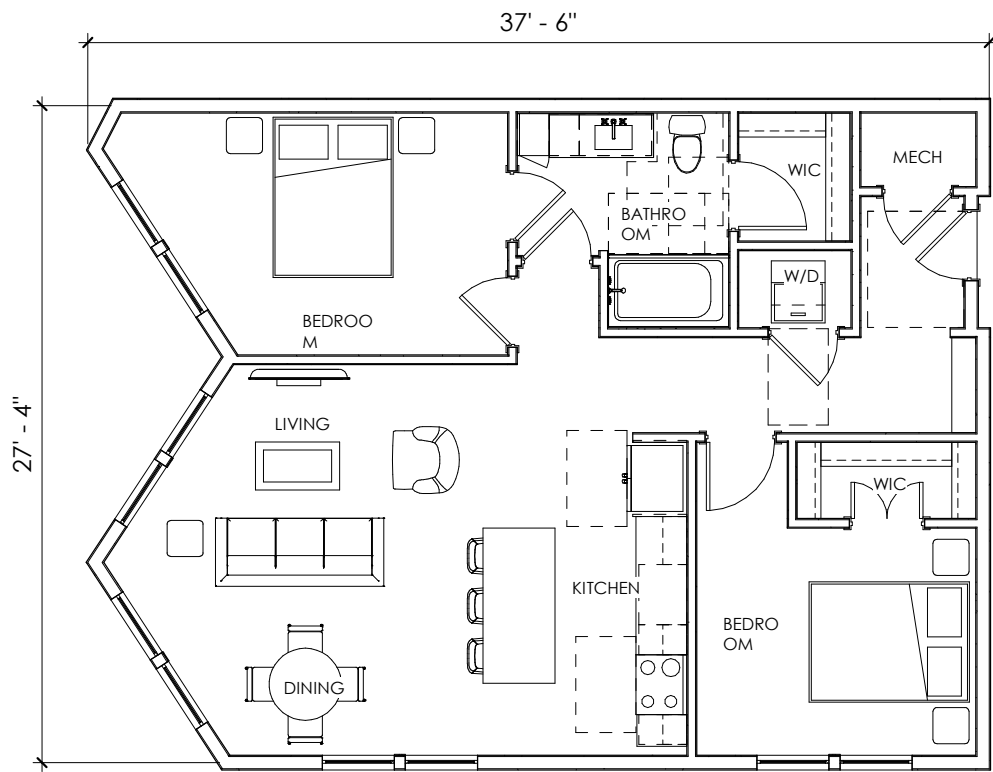 37' - 6"
27' - 4"
MECH
WIC
BATHRO
OM
W/D
BEDROO
M
LIVING
WIC
KITCHEN
BEDRO
OM
DINING